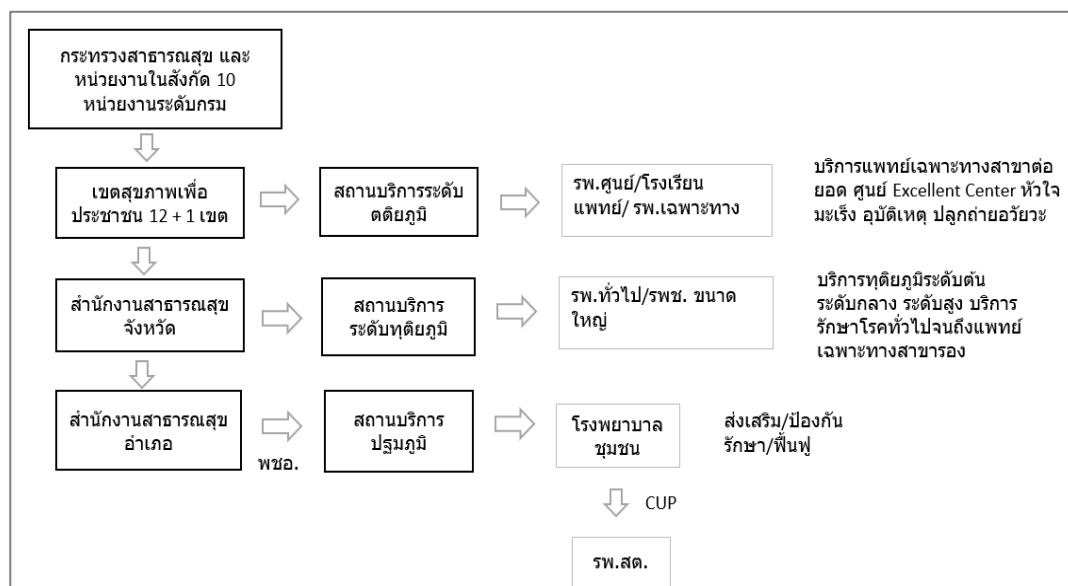 กระทรวงสาธารณสุข และ
หน่วยงานในสังกัด 10
หน่วยงานระดับกรม
เขตสุขภาพเพื่อ
ประชาชน 12 + 1 เขต
สถานบริการระดับ
ตติยภูมิ
รพ.ศูนย์/โรงเรียน
แพทย์/ รพ.เฉพาะทาง
บริการแพทย์เฉพาะทางสาขาต่อ
ยอด ศูนย์ Excellent Center หัวใจ
มะเร็ง อุบัติเหตุ ปลูกถ่ายอวัยวะ
สำนักงานสาธารณสุข
จังหวัด
สถานบริการ
ระดับทุติยภูมิ
รพ.ทั่วไป/รพช. ขนาด
ใหญ่
บริการทุติยภูมิระดับต้น
ระดับกลาง ระดับสูง บริการ
รักษาโรคทั่วไปจนถึงแพทย์
เฉพาะทางสาขารอง
สำนักงานสาธารณสุข
อำเภอ
พชอ.
สถานบริการ
ปฐมภูมิ
โรงพยาบาล
ชุมชน
ส่งเสริม/ป้องกัน
รักษา/ฟื้นฟู
CUP
รพ.สต.